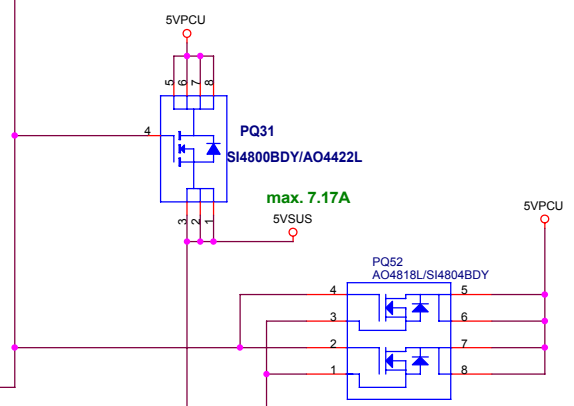 5VPCU
5
6
7
8
4
PQ31
SI4800BDY/AO4422L
max. 7.17A
3
2
1
5VSUS
5VPCU
PQ52
AO4818L/SI4804BDY
4
5
3
6
2
7
1
8